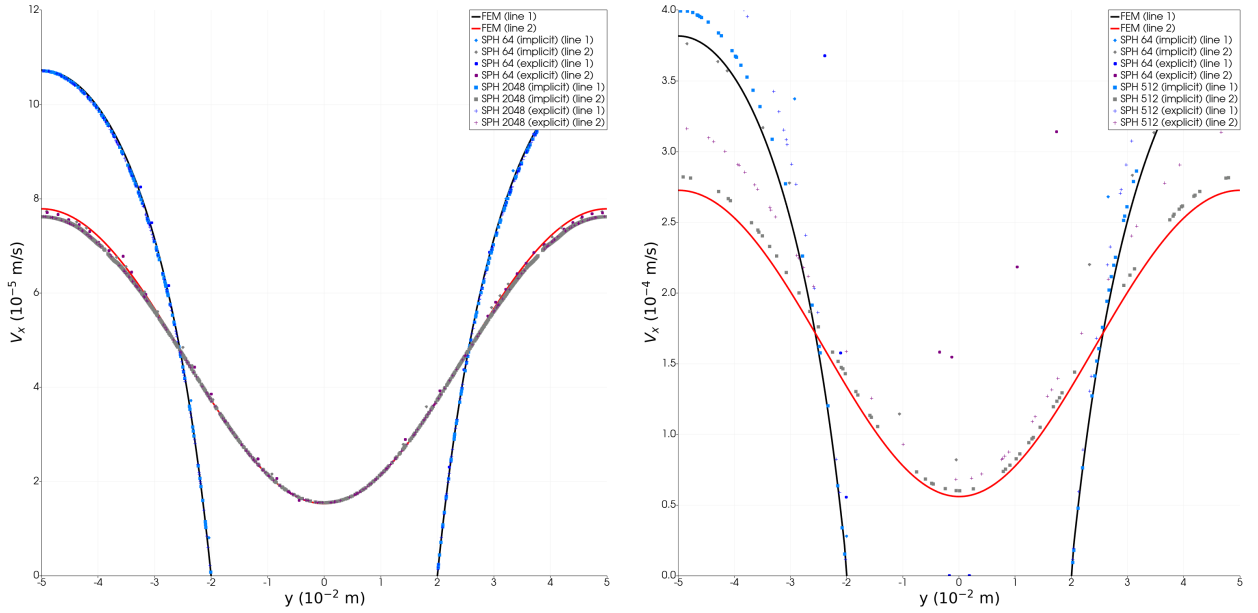 12
10
8
6
4
2
0
-5
-4
-3
-2
-1
0
1
2
3
4
5
y (10⁻² m)
Vₓ (10⁻⁵ m/s)
FEM (line 1)
FEM (line 2)
SPH 64 (implicit) (line 1)
SPH 64 (implicit) (line 2)
SPH 64 (explicit) (line 1)
SPH 64 (explicit) (line 2)
SPH 2048 (implicit) (line 1)
SPH 2048 (implicit) (line 2)
SPH 2048 (explicit) (line 1)
SPH 2048 (explicit) (line 2)
4.0
3.5
3.0
2.5
2.0
1.5
1.0
0.5
0.0
-5
-4
-3
-2
-1
0
1
2
3
4
5
y (10⁻² m)
Vₓ (10⁻⁴ m/s)
FEM (line 1)
FEM (line 2)
SPH 64 (implicit) (line 1)
SPH 64 (implicit) (line 2)
SPH 64 (explicit) (line 1)
SPH 64 (explicit) (line 2)
SPH 512 (implicit) (line 1)
SPH 512 (implicit) (line 2)
SPH 512 (explicit) (line 1)
SPH 512 (explicit) (line 2)